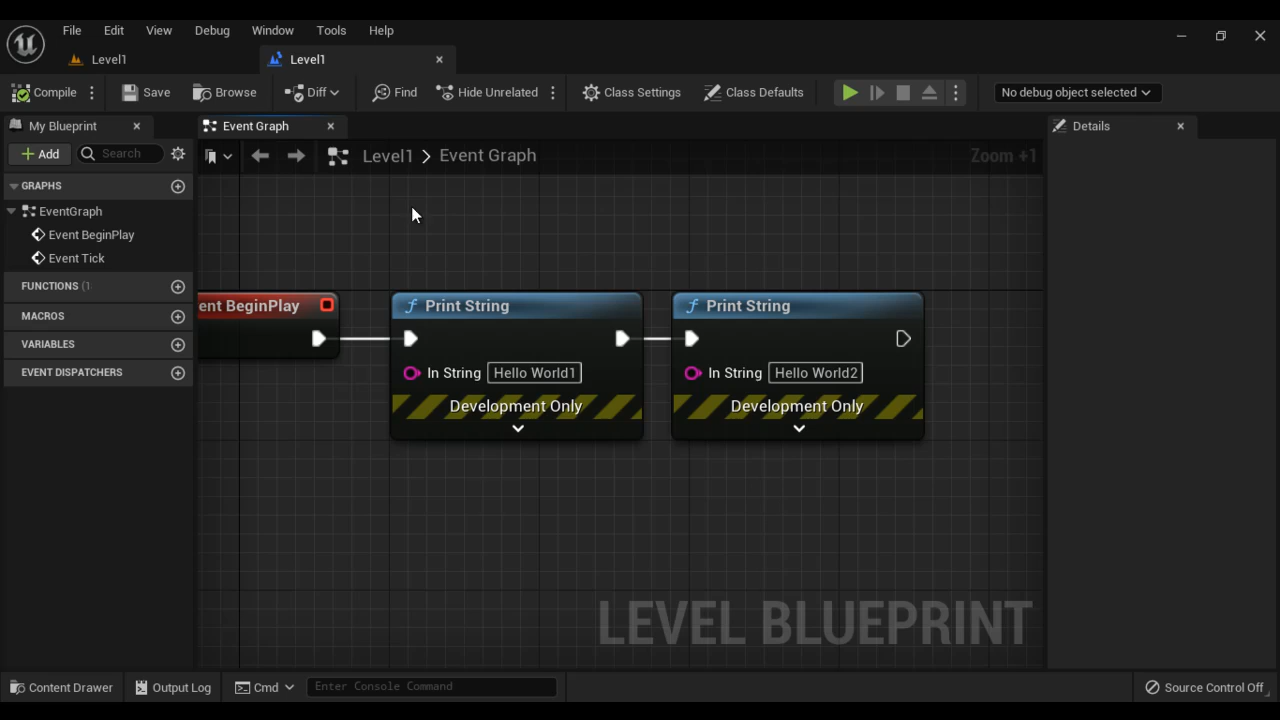 File Edit View Debug Window Tools Help
Level1 Level1
Compile Save Browse Diff Find Hide Unrelated Class Settings Class Defaults No debug object selected
My Blueprint Event Graph Details
Add Search Level1 > Event Graph Zoom +1
GRAPHS
EventGraph
Event BeginPlay
Event Tick
FUNCTIONS (1
MACROS
VARIABLES
EVENT DISPATCHERS
ent BeginPlay
f Print String
In String Hello World1
Development Only
f Print String
In String Hello World2
Development Only
LEVEL BLUEPRINT
Content Drawer Output Log Cmd Enter Console Command Source Control Off